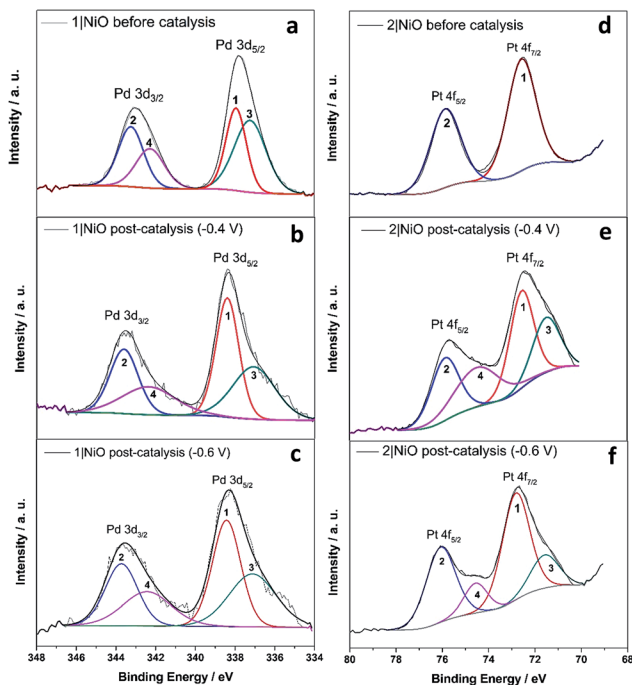 1|NiO before catalysis
a
Pd 3d5/2
Pd 3d3/2
1
2
4
3
Intensity / a. u.
1|NiO post-catalysis (-0.4 V)
b
Pd 3d5/2
Pd 3d3/2
1
2
3
4
Intensity / a. u.
1|NiO post-catalysis (-0.6 V)
c
Pd 3d5/2
Pd 3d3/2
1
2
3
4
Intensity / a. u.
348 346 344 342 340 338 336 334
Binding Energy / eV
2|NiO before catalysis
d
Pt 4f7/2
1
Pt 4f5/2
2
Intensity / a. u.
2|NiO post-catalysis (-0.4 V)
e
Pt 4f7/2
1
Pt 4f5/2
3
2
4
Intensity / a. u.
2|NiO post-catalysis (-0.6 V)
f
Pt 4f7/2
1
Pt 4f5/2
2
3
4
Intensity / a. u.
80 78 76 74 72 70 68
Binding Energy / eV